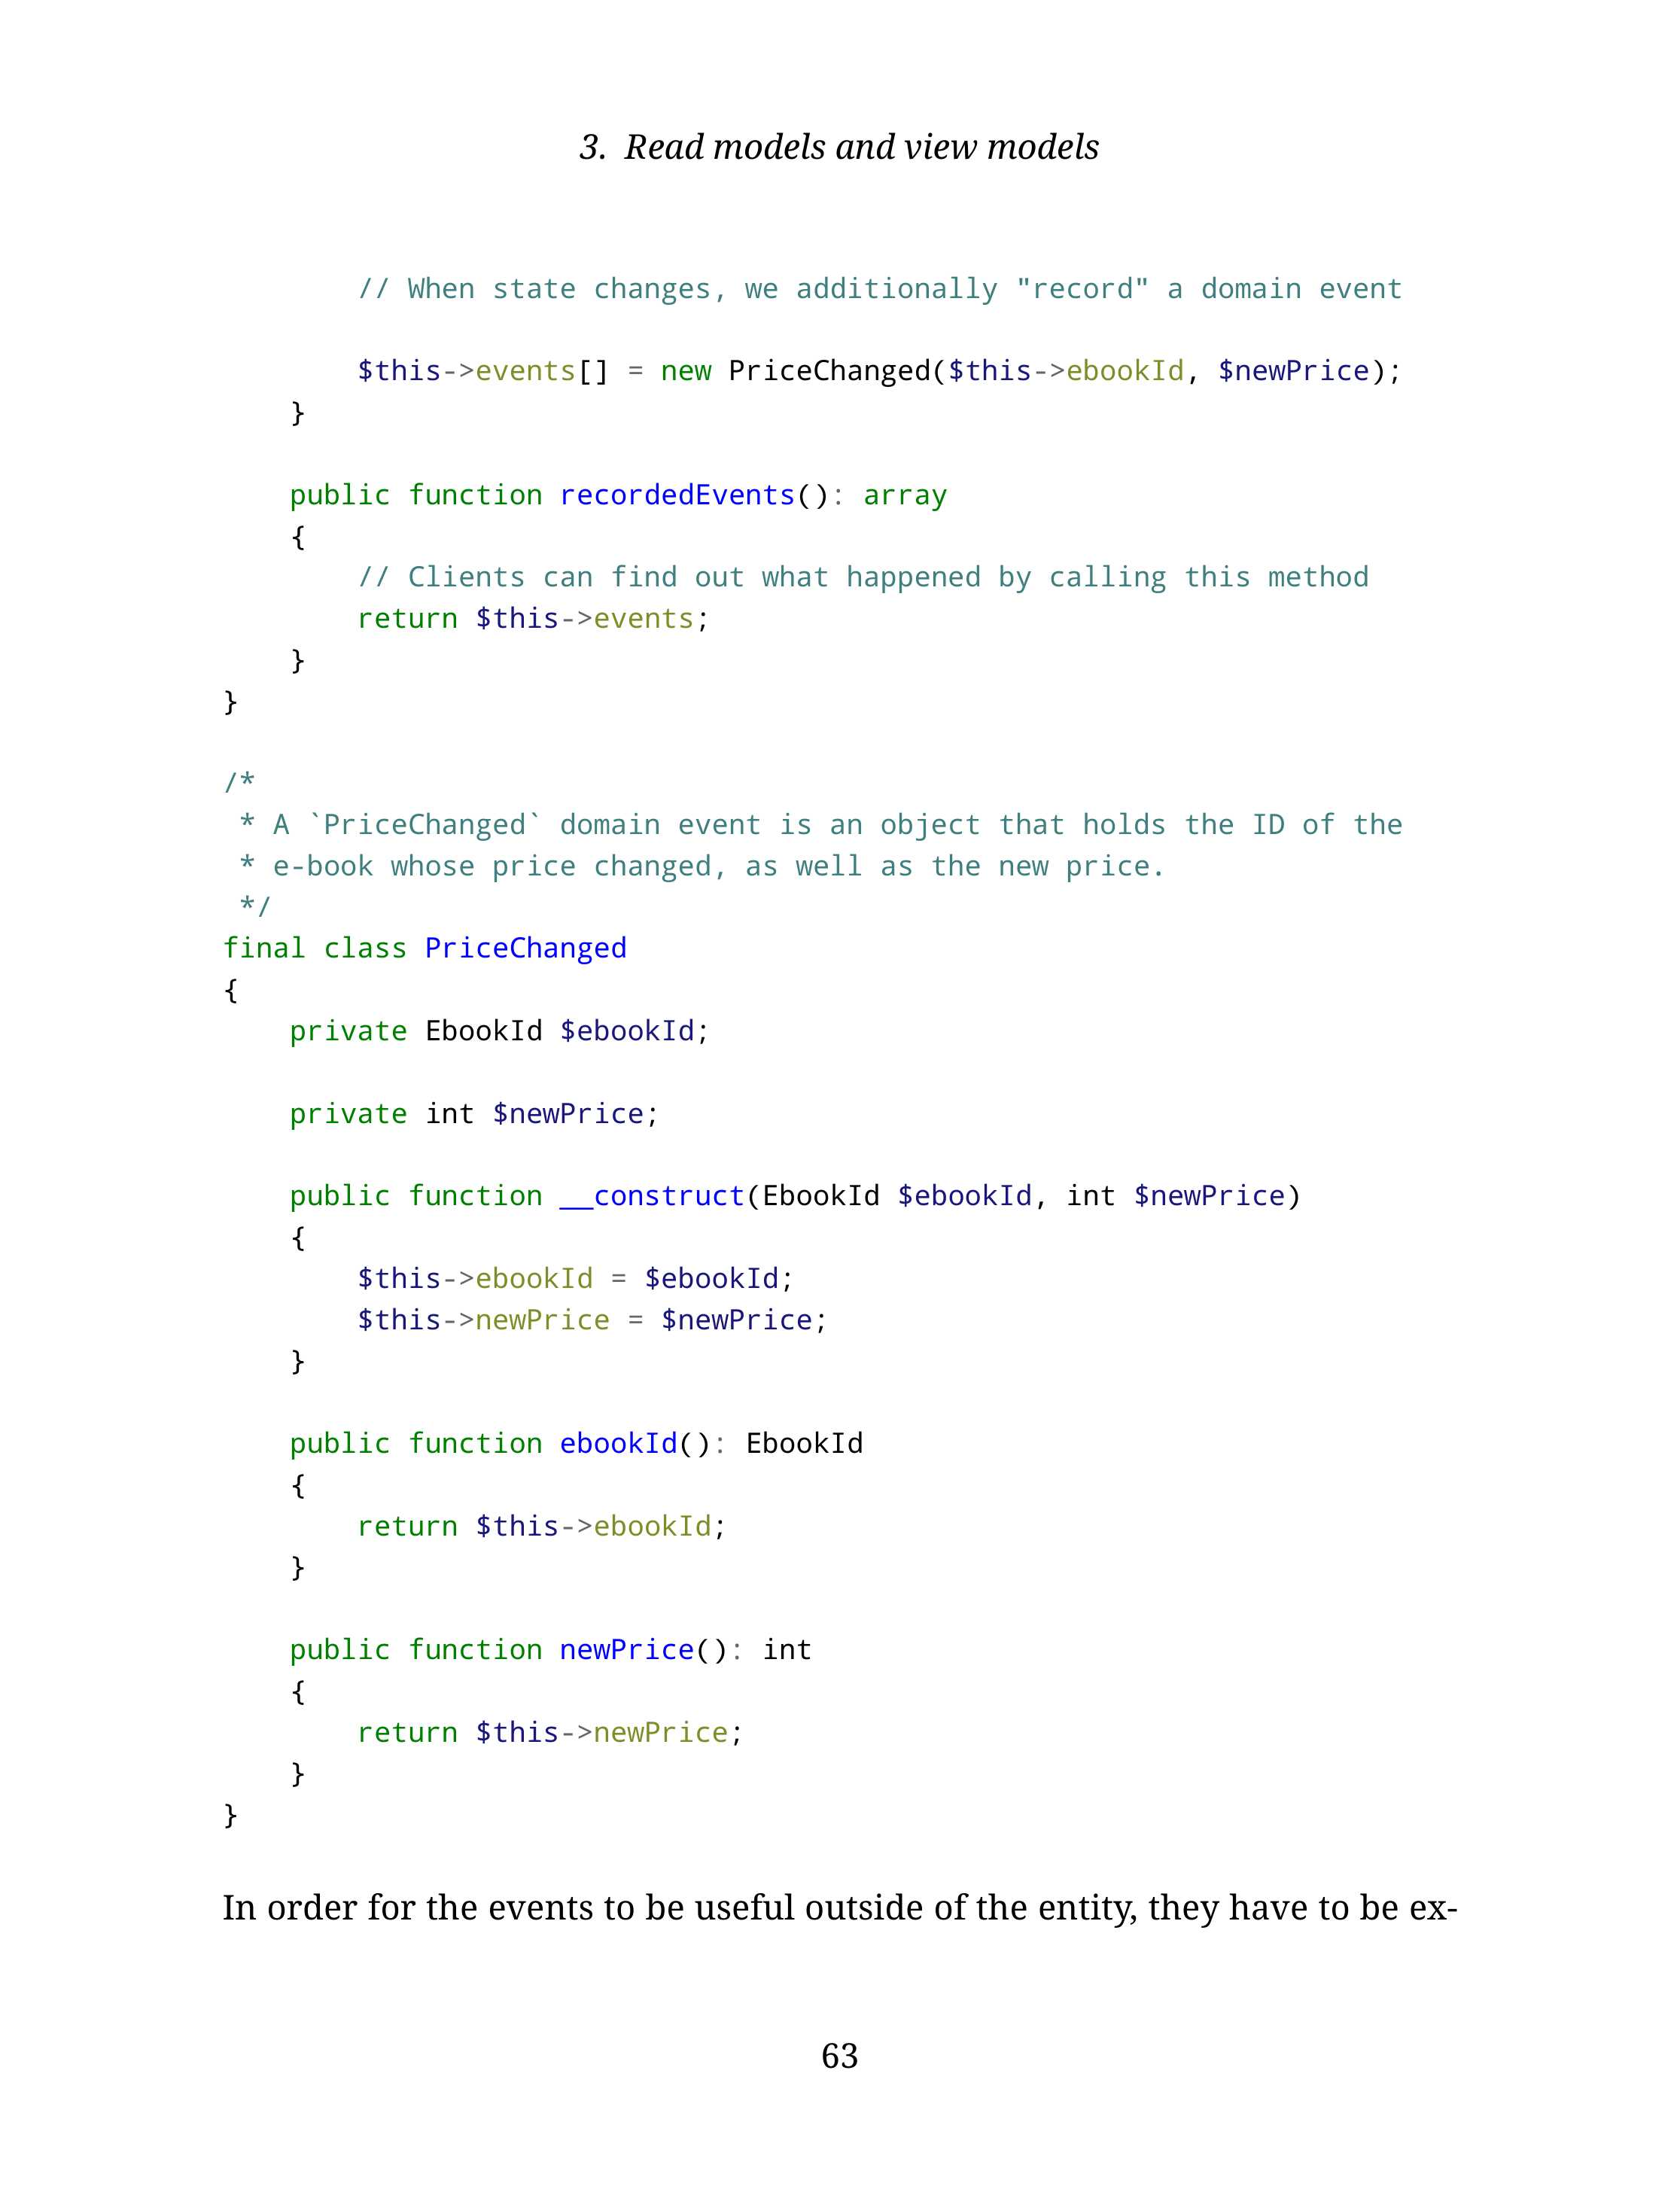 3. Read models and view models
        // When state changes, we additionally "record" a domain event
        $this->events[] = new PriceChanged($this->ebookId, $newPrice);
    }
    public function recordedEvents(): array
    {
        // Clients can find out what happened by calling this method
        return $this->events;
    }
}
/*
 * A `PriceChanged` domain event is an object that holds the ID of the
 * e-book whose price changed, as well as the new price.
 */
final class PriceChanged
{
    private EbookId $ebookId;
    private int $newPrice;
    public function __construct(EbookId $ebookId, int $newPrice)
    {
        $this->ebookId = $ebookId;
        $this->newPrice = $newPrice;
    }
    public function ebookId(): EbookId
    {
        return $this->ebookId;
    }
    public function newPrice(): int
    {
        return $this->newPrice;
    }
}
In order for the events to be useful outside of the entity, they have to be ex-
63